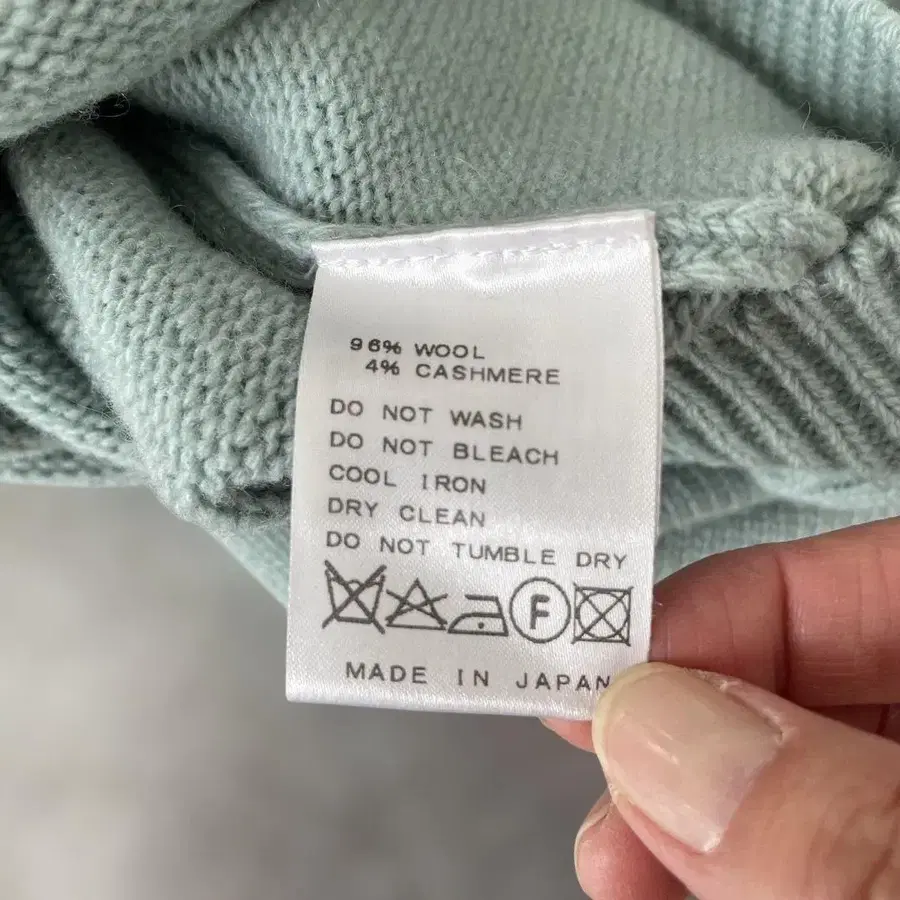 96% WOOL
4% CASHMERE
DO NOT WASH
DO NOT BLEACH
COOL IRON
DRY CLEAN
DO NOT TUMBLE DRY
F
MADE IN JAPAN